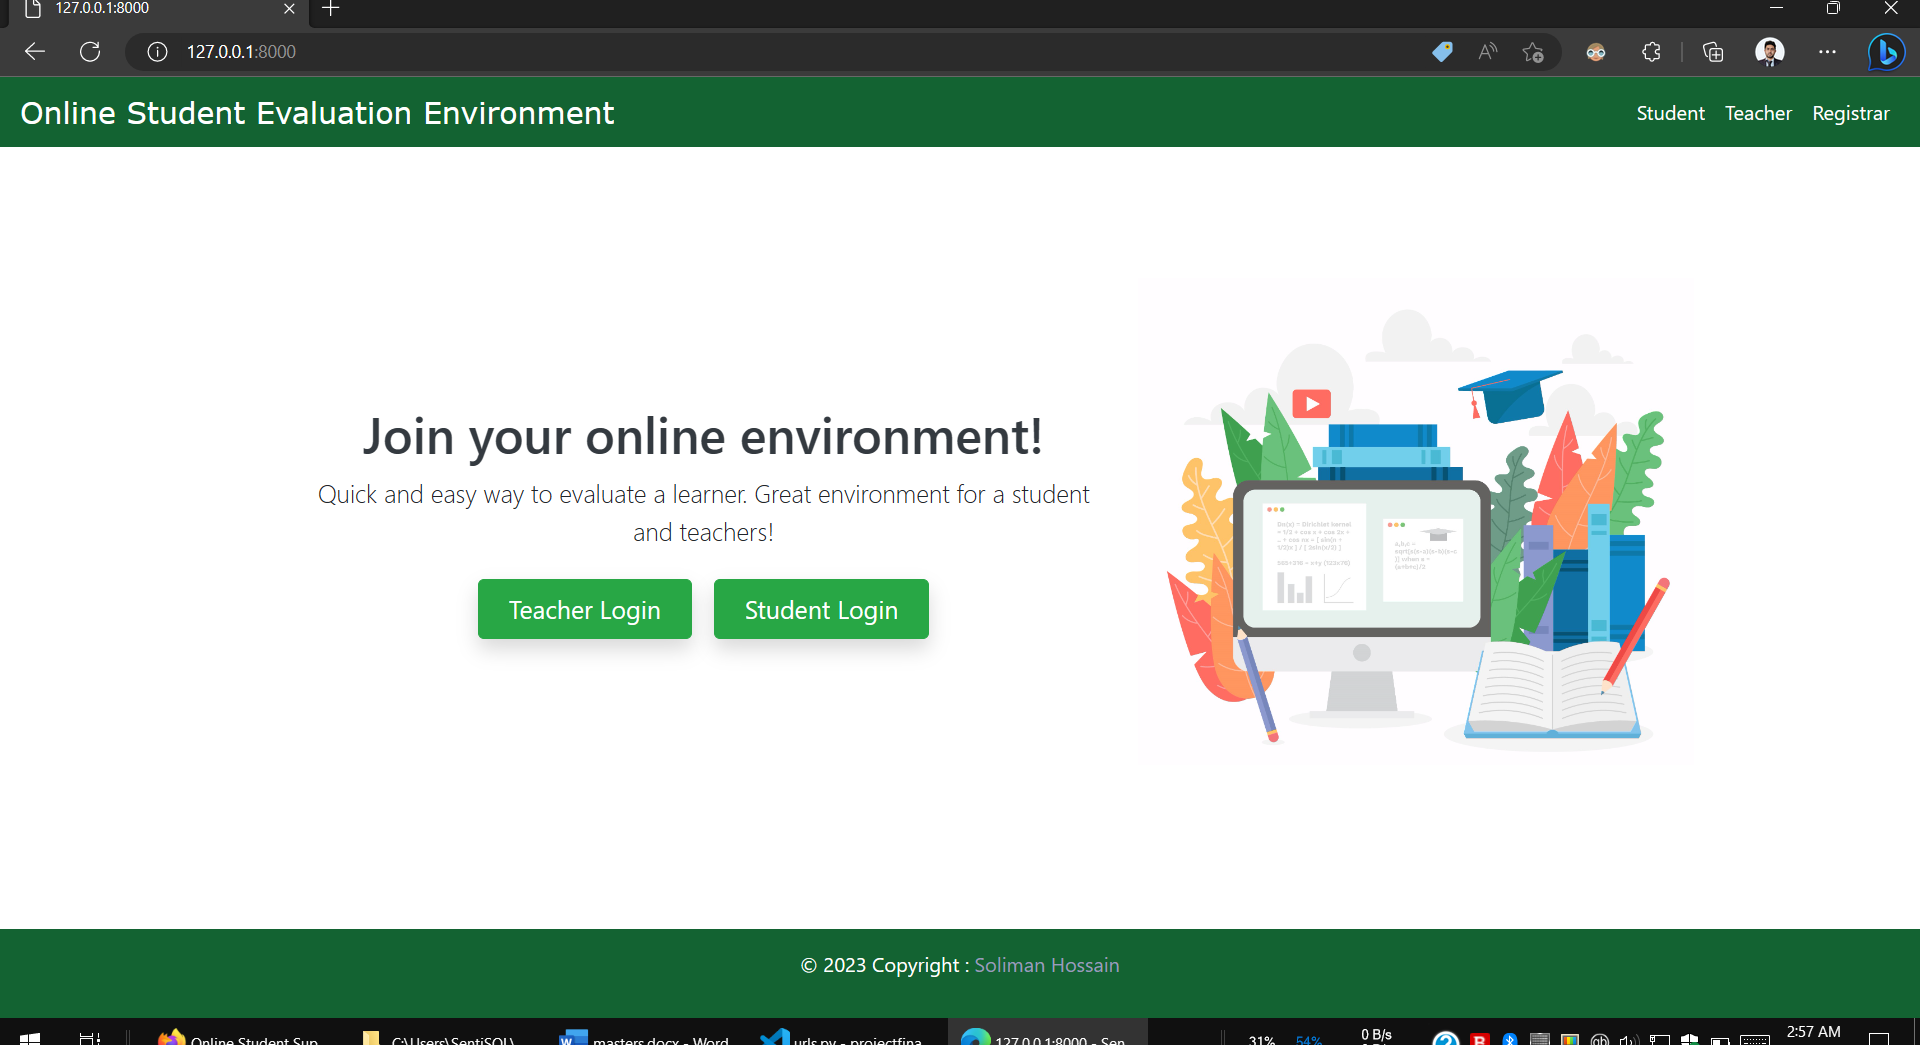 127.0.0.1:8000
127.0.0.1:8000
Online Student Evaluation Environment
Student Teacher Registrar
Join your online environment!
Quick and easy way to evaluate a learner. Great environment for a student
and teachers!
Teacher Login Student Login
© 2023 Copyright : Soliman Hossain
Online Student Sup
C:\Users\SentiSOL\
masters.docx - Word
urls.py - projectfina
127.0.0.1:8000 - Sen
31% 54%
0 B/s
2:57 AM